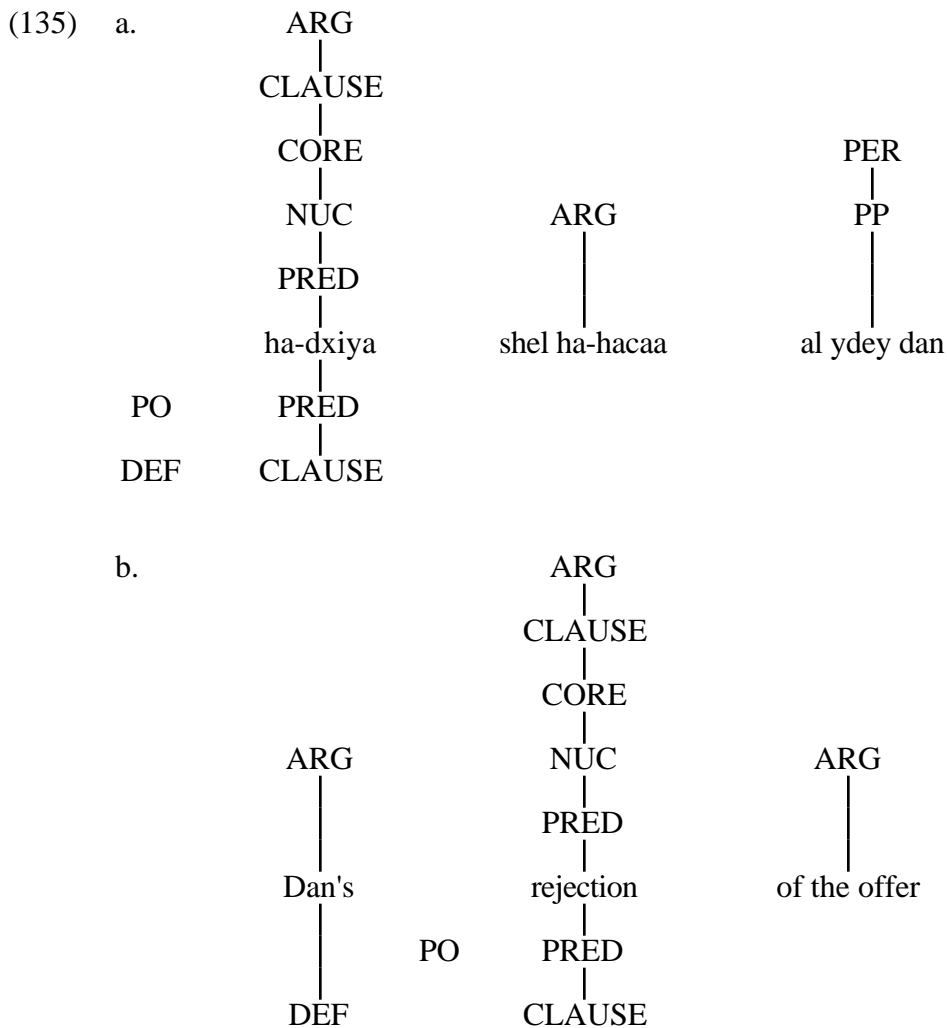 (135) a. ARG
CLAUSE
CORE PER
NUC ARG PP
PRED
ha-dxiya shel ha-hacaa al ydey dan
PO PRED
DEF CLAUSE
b. ARG
CLAUSE
CORE
ARG NUC ARG
PRED
Dan's rejection of the offer
PO PRED
DEF CLAUSE